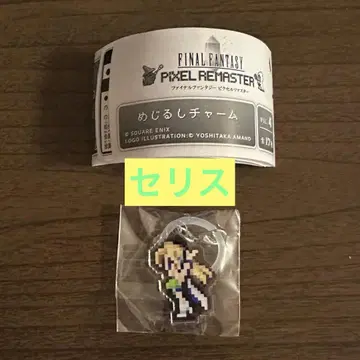 FINAL FANTASY
PIXEL REMASTER
ファイナルファンタジー ピクセルリマスター
めじるしチャーム
© SQUARE ENIX
LOGO ILLUSTRATION:© YOSHITAKA AMANO
セリス